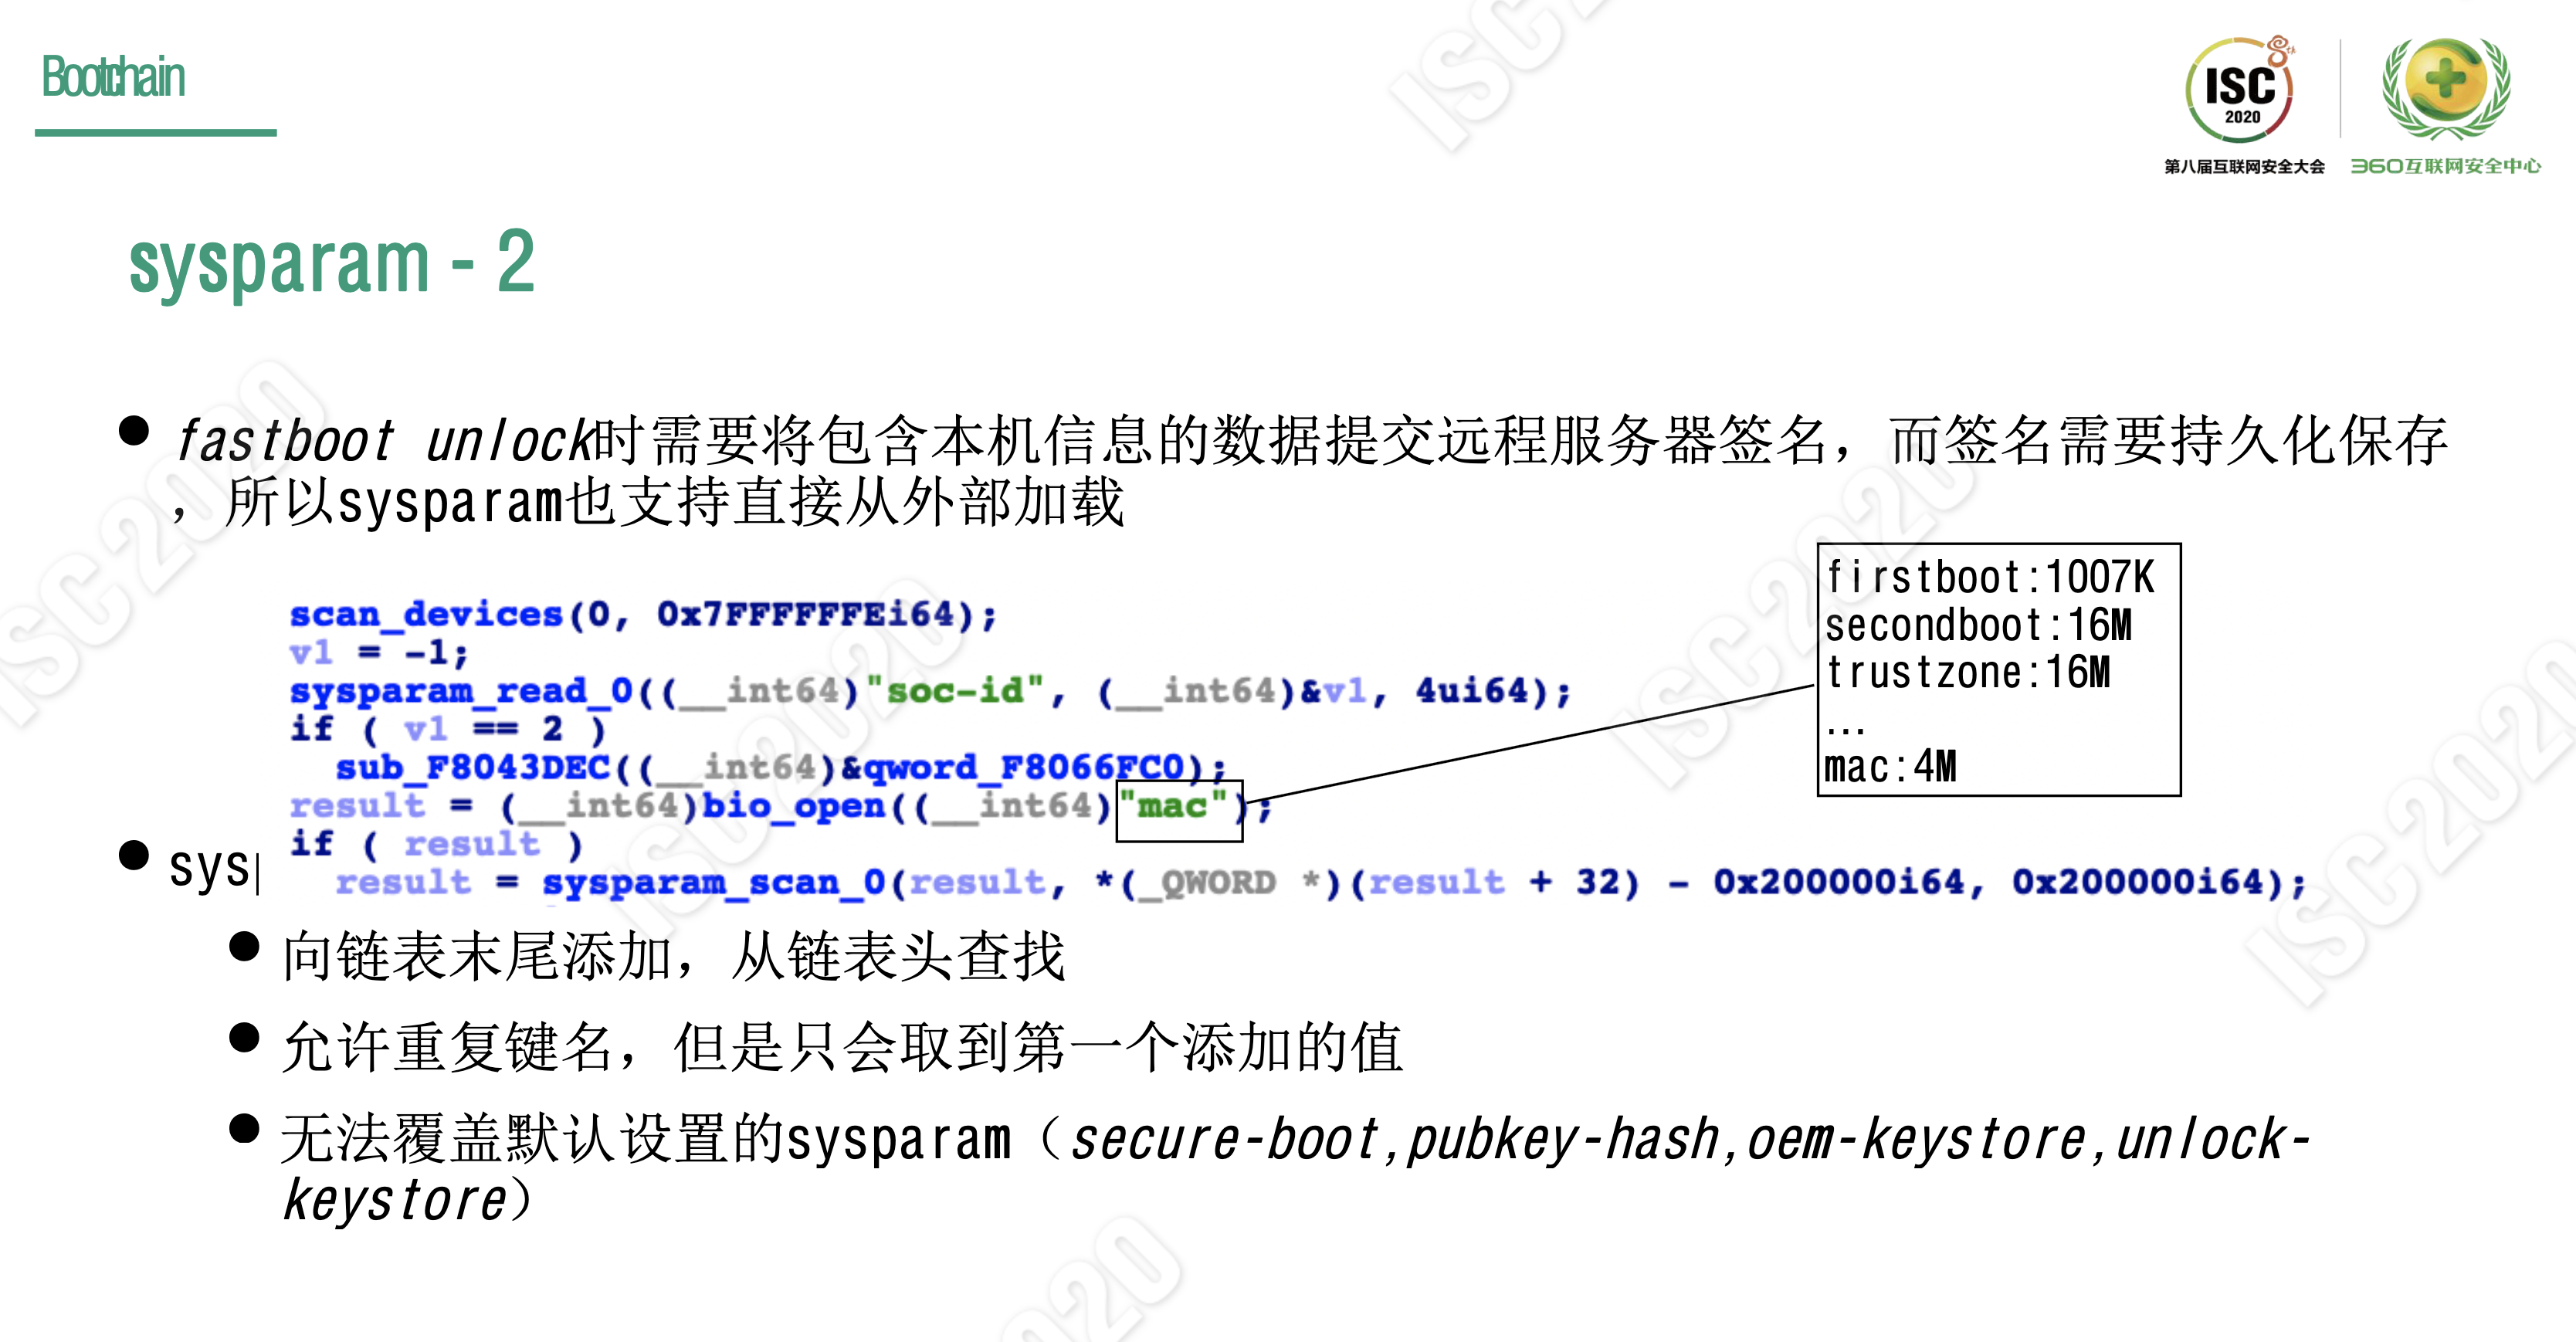 Bootchain
ISC
8th
2020
第八届互联网安全大会
360互联网安全中心
sysparam - 2
fastboot unlock时需要将包含本机信息的数据提交远程服务器签名，而签名需要持久化保存
，所以sysparam也支持直接从外部加载
firstboot:1007K
secondboot:16M
trustzone:16M
...
mac:4M
scan_devices(0, 0x7FFFFFFEi64);
v1 = -1;
sysparam_read_0((__int64)"soc-id", (__int64)&v1, 4ui64);
if ( v1 == 2 )
sub_F8043DEC((__int64)&qword_F8066FC0);
result = (__int64)bio_open((__int64)"mac");
if ( result )
result = sysparam_scan_0(result, *(_QWORD *)(result + 32) - 0x200000i64, 0x200000i64);
向链表末尾添加，从链表头查找
允许重复键名，但是只会取到第一个添加的值
无法覆盖默认设置的sysparam（secure-boot,pubkey-hash,oem-keystore,unlock-
keystore）
ISC 2020
ISC 2020
ISC 2020
ISC 2020